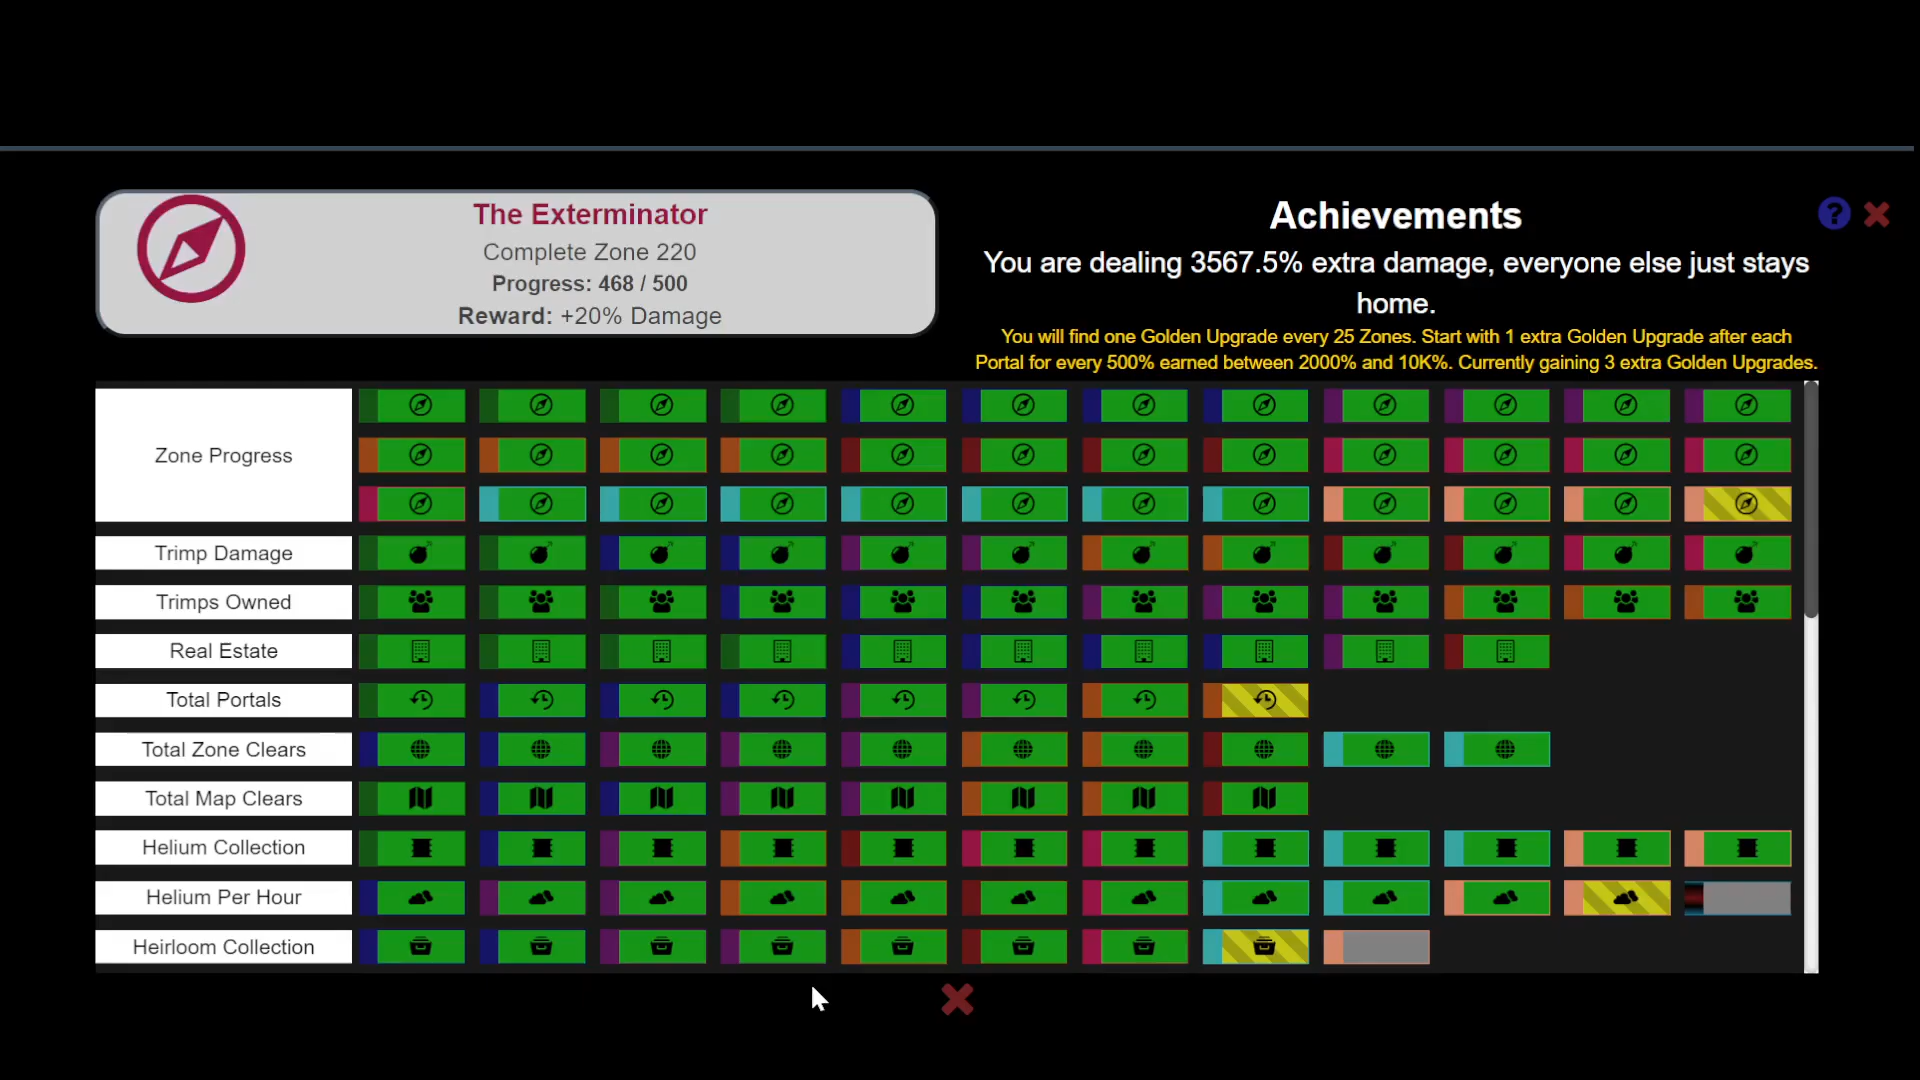 The Exterminator
Complete Zone 220
Progress: 468 / 500
Reward: +20% Damage
Achievements
?
You are dealing 3567.5% extra damage, everyone else just stays
home.
You will find one Golden Upgrade every 25 Zones. Start with 1 extra Golden Upgrade after each
Portal for every 500% earned between 2000% and 10K%. Currently gaining 3 extra Golden Upgrades.
Zone Progress
Trimp Damage
Trimps Owned
Real Estate
Total Portals
Total Zone Clears
Total Map Clears
Helium Collection
Helium Per Hour
Heirloom Collection